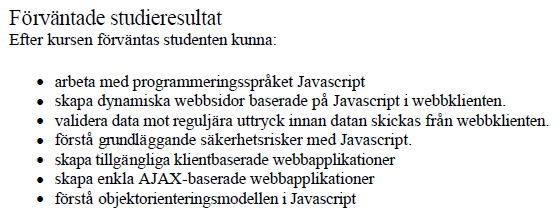 Förväntade studieresultat
Efter kursen förväntas studenten kunna:
• arbeta med programmeringsspråket Javascript
• skapa dynamiska webbsidor baserade på Javascript i webbklienten.
• validera data mot reguljära uttryck innan datan skickas från webbklienten.
• förstå grundläggande säkerhetsrisker med Javascript.
• skapa tillgängliga klientbaserade webbapplikationer
• skapa enkla AJAX-baserade webbapplikationer
• förstå objektorienteringsmodellen i Javascript